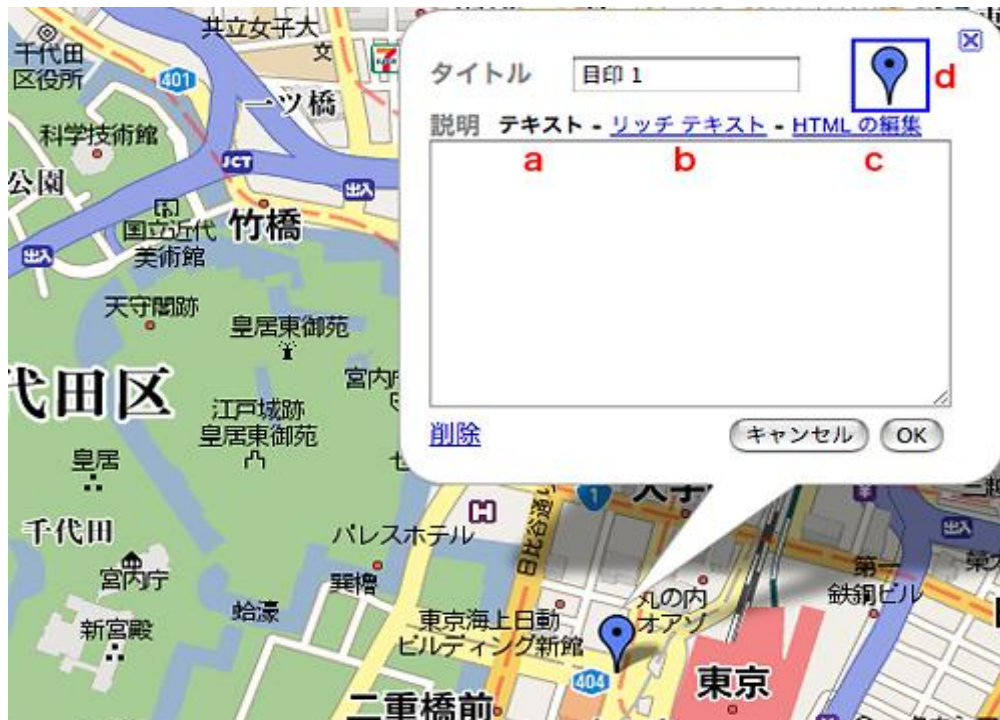 共立女子大
文
千代田
区役所
401
一ツ橋
科学技術館
JCT
公園
出入
竹橋
国立近代
美術館
出入
天守閣跡
皇居東御苑
代田区
江戸城跡
皇居東御苑
皇居
千代田
宮内庁
新宮殿
蛤濠
タイトル
目印 1
d
説明 テキスト - リッチ テキスト - HTML の編集
a b c
削除
キャンセル
OK
1
H
パレスホテル
日比谷通り
巽櫓
出入
第一
鉄鋼ビル
丸の内
オアゾ
東京海上日動
ビルディング新館
404
東京
二重橋前